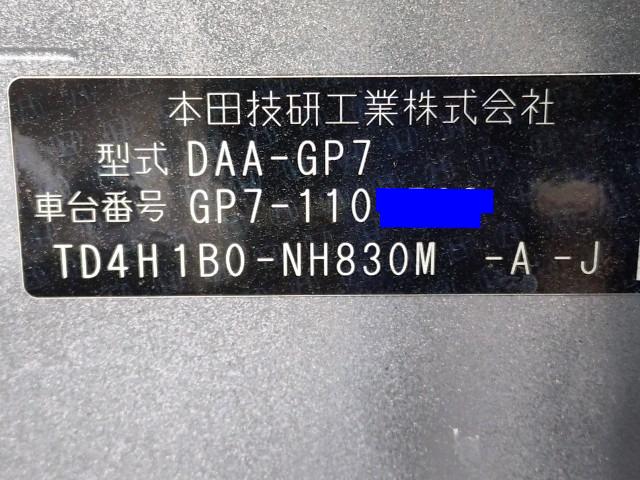 本田技研工業株式会社
型式 DAA-GP7
車台番号 GP7-110
TD4H1B0-NH830M -A -J